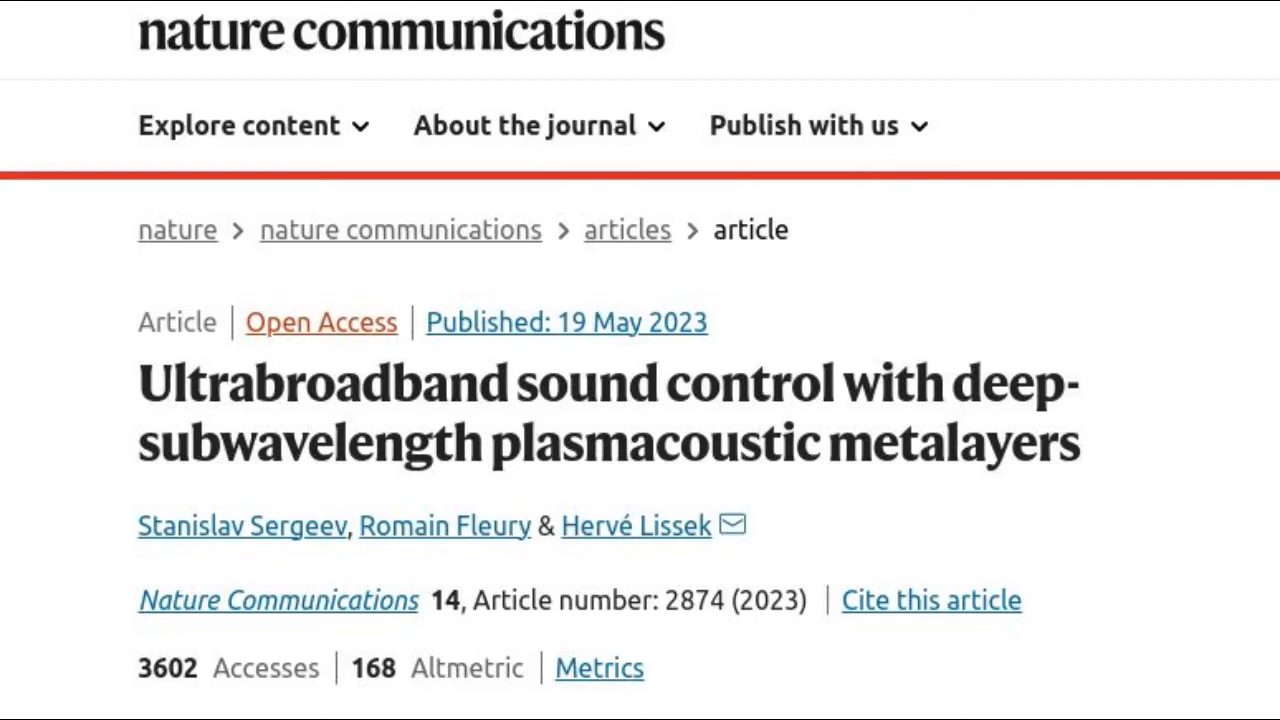 nature communications
Explore content About the journal Publish with us
nature > nature communications > articles > article
Article | Open Access | Published: 19 May 2023
Ultrabroadband sound control with deep-
subwavelength plasmacoustic metalayers
Stanislav Sergeev, Romain Fleury & Hervé Lissek
Nature Communications 14, Article number: 2874 (2023) | Cite this article
3602 Accesses | 168 Altmetric | Metrics